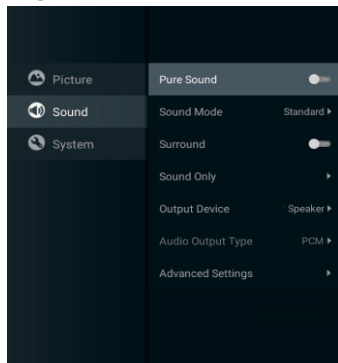 Picture
Sound
System
Pure Sound
Sound Mode Standard
Surround
Sound Only
Output Device Speaker
Audio Output Type PCM
Advanced Settings